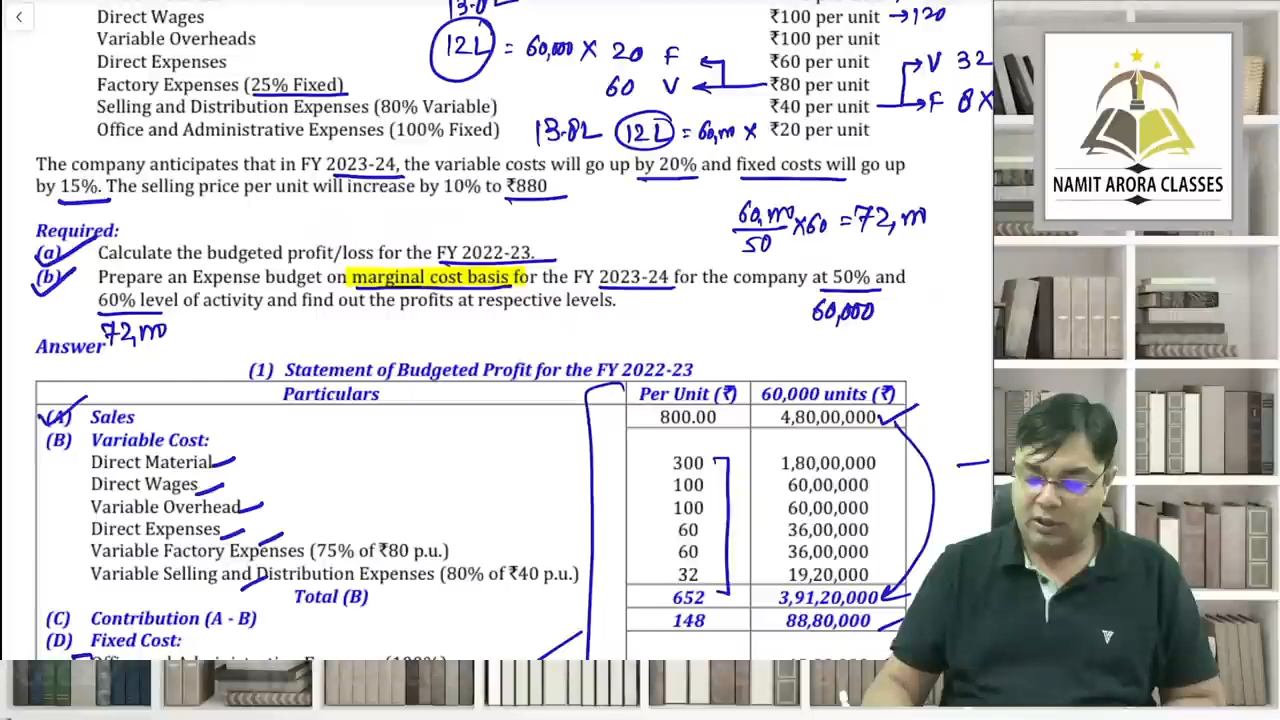 13.8L
Direct Wages ₹100 per unit → 120
Variable Overheads ₹100 per unit
12L = 60,000 × 20 F
Direct Expenses ₹60 per unit
V 32
60 V
Factory Expenses (25% Fixed) ₹80 per unit
Selling and Distribution Expenses (80% Variable) ₹40 per unit
F 8 ×
Office and Administrative Expenses (100% Fixed) ₹20 per unit
13.8L 12L = 60,m ×
The company anticipates that in FY 2023-24, the variable costs will go up by 20% and fixed costs will go up
by 15%. The selling price per unit will increase by 10% to ₹880
60,m/50 × 60 = 72,m
Required:
(a) Calculate the budgeted profit/loss for the FY 2022-23.
(b) Prepare an Expense budget on marginal cost basis for the FY 2023-24 for the company at 50% and
60% level of activity and find out the profits at respective levels.
60,000
72,m
Answer
(1) Statement of Budgeted Profit for the FY 2022-23
Particulars Per Unit (₹) 60,000 units (₹)
(A) Sales 800.00 4,80,00,000
(B) Variable Cost:
Direct Material 300 1,80,00,000
Direct Wages 100 60,00,000
Variable Overhead 100 60,00,000
Direct Expenses 60 36,00,000
Variable Factory Expenses (75% of ₹80 p.u.) 60 36,00,000
Variable Selling and Distribution Expenses (80% of ₹40 p.u.) 32 19,20,000
Total (B) 652 3,91,20,000
(C) Contribution (A - B) 148 88,80,000
(D) Fixed Cost:
NAMIT ARORA CLASSES